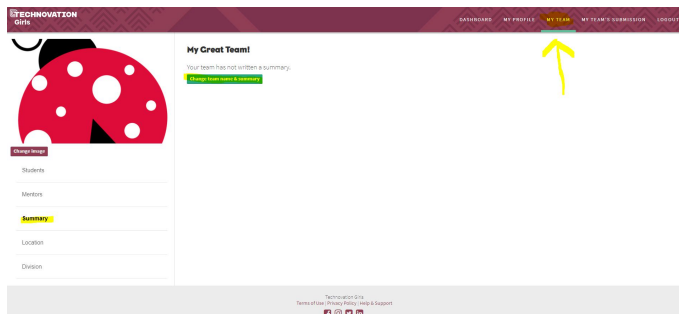 TECHNOVATION
Girls
DASHBOARD MY PROFILE MY TEAM MY TEAM'S SUBMISSION LOGOUT
My Great Team!
Your team has not written a summary.
Change team name & summary
Change Image
Students
Mentors
Summary
Location
Division
Technovation Girls
Terms of Use | Privacy Policy | Help & Support